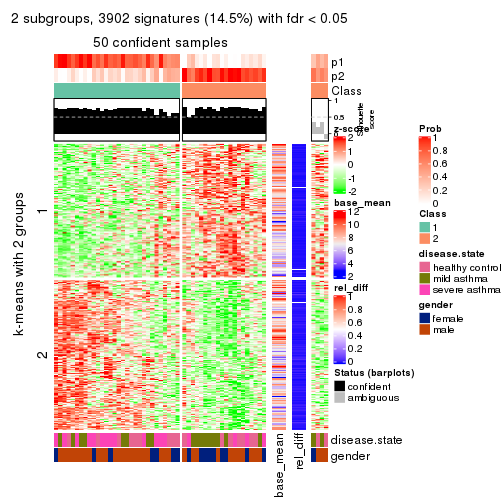 2 subgroups, 3902 signatures (14.5%) with fdr < 0.05
50 confident samples
p1
p2
Class
1
0.5
0
Silhouette
score
k-means with 2 groups
1
2
disease.state
gender
base_mean
rel_diff
z-score
2
1
0
-1
-2
base_mean
12
10
8
6
4
2
rel_diff
1
0.8
0.6
0.4
0.2
0
Status (barplots)
confident
ambiguous
Prob
1
0.8
0.6
0.4
0.2
0
Class
1
2
disease.state
healthy control
mild asthma
severe asthma
gender
female
male